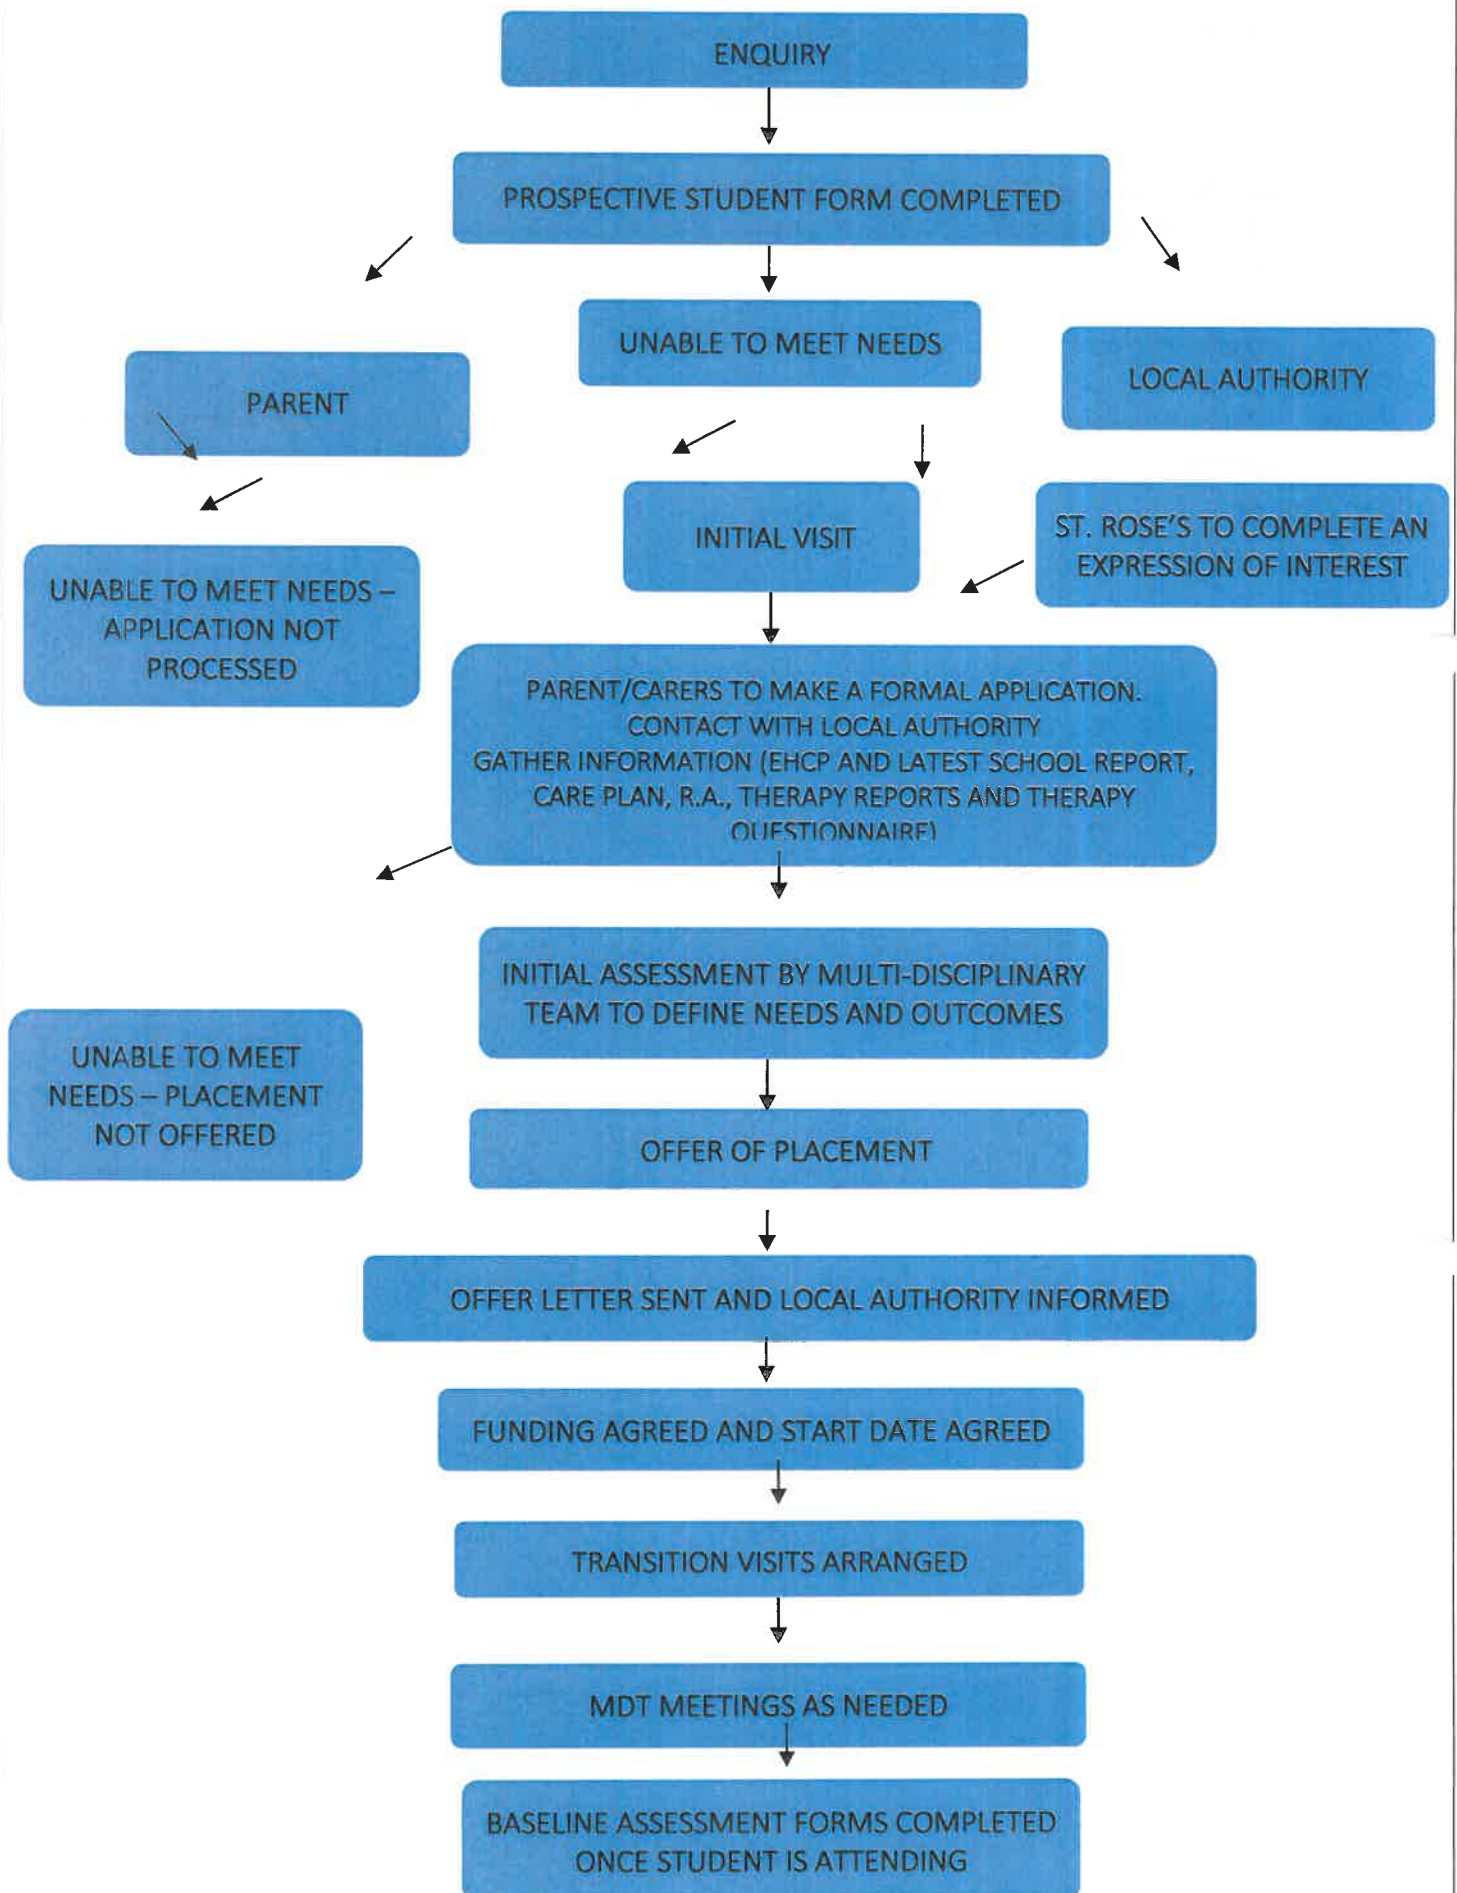 ENQUIRY
PROSPECTIVE STUDENT FORM COMPLETED
UNABLE TO MEET NEEDS
PARENT
LOCAL AUTHORITY
INITIAL VISIT
ST. ROSE'S TO COMPLETE AN
EXPRESSION OF INTEREST
UNABLE TO MEET NEEDS –
APPLICATION NOT
PROCESSED
PARENT/CARERS TO MAKE A FORMAL APPLICATION.
CONTACT WITH LOCAL AUTHORITY
GATHER INFORMATION (EHCP AND LATEST SCHOOL REPORT,
CARE PLAN, R.A., THERAPY REPORTS AND THERAPY
QUESTIONNAIRE)
INITIAL ASSESSMENT BY MULTI-DISCIPLINARY
TEAM TO DEFINE NEEDS AND OUTCOMES
UNABLE TO MEET
NEEDS – PLACEMENT
NOT OFFERED
OFFER OF PLACEMENT
OFFER LETTER SENT AND LOCAL AUTHORITY INFORMED
FUNDING AGREED AND START DATE AGREED
TRANSITION VISITS ARRANGED
MDT MEETINGS AS NEEDED
BASELINE ASSESSMENT FORMS COMPLETED
ONCE STUDENT IS ATTENDING